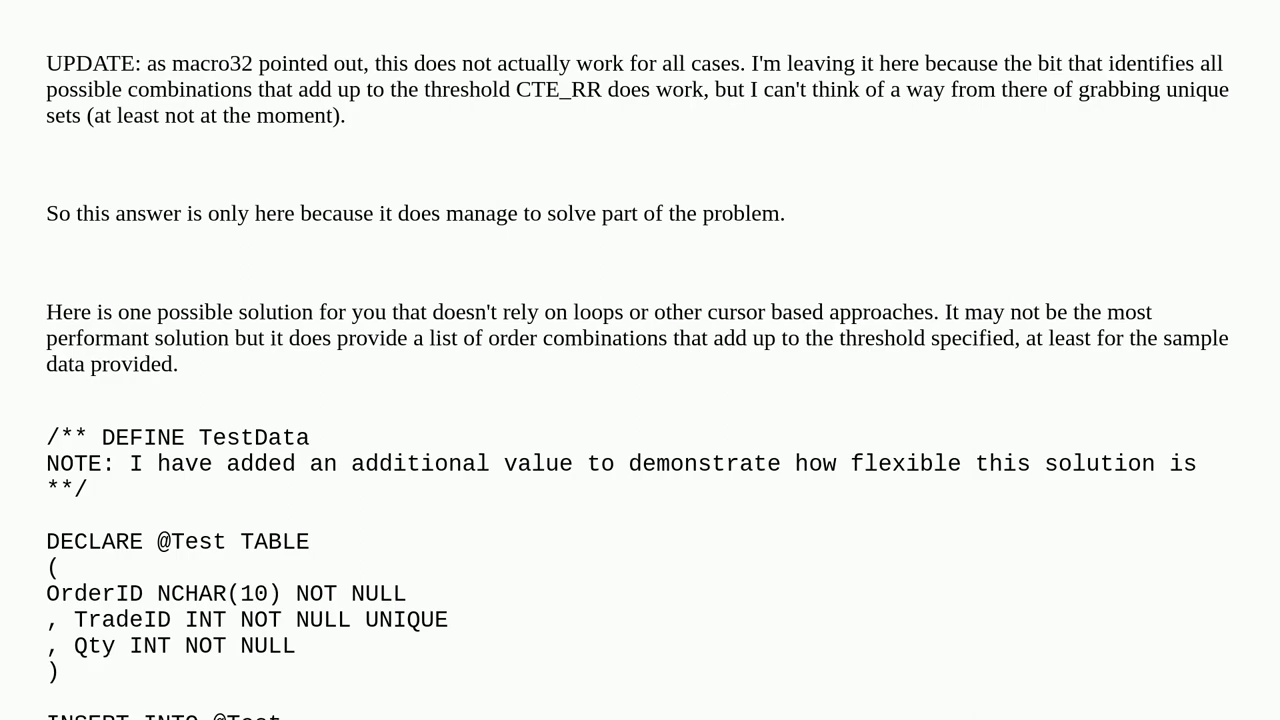 UPDATE: as macro32 pointed out, this does not actually work for all cases. I'm leaving it here because the bit that identifies all
possible combinations that add up to the threshold CTE_RR does work, but I can't think of a way from there of grabbing unique
sets (at least not at the moment).
So this answer is only here because it does manage to solve part of the problem.
Here is one possible solution for you that doesn't rely on loops or other cursor based approaches. It may not be the most
performant solution but it does provide a list of order combinations that add up to the threshold specified, at least for the sample
data provided.
/** DEFINE TestData
NOTE: I have added an additional value to demonstrate how flexible this solution is
**/
DECLARE @Test TABLE
(
OrderID NCHAR(10) NOT NULL
, TradeID INT NOT NULL UNIQUE
, Qty INT NOT NULL
)
INSERT INTO @Test